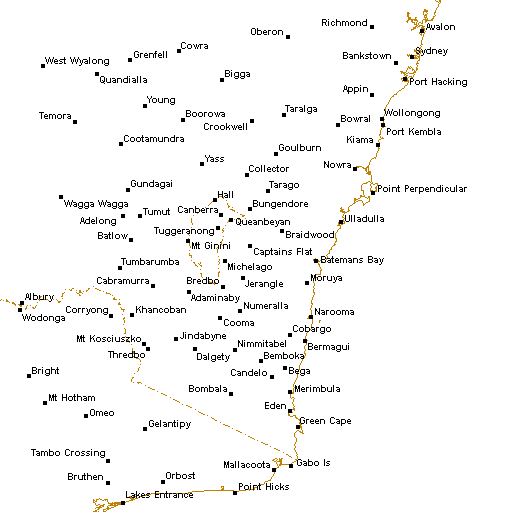 Richmond
Avalon
Oberon
Cowra
Sydney
Grenfell
Bankstown
West Wyalong
Quandialla
Bigga
Port Hacking
Appin
Young
Taralga
Wollongong
Temora
Boorowa
Crookwell
Bowral
Port Kembla
Cootamundra
Kiama
Goulburn
Yass
Nowra
Collector
Gundagai
Tarago
Point Perpendicular
Wagga Wagga
Hall
Bungendore
Canberra
Adelong
Tumut
Queanbeyan
Ulladulla
Tuggeranong
Braidwood
Batlow
Mt Ginini
Captains Flat
Batemans Bay
Tumbarumba
Michelago
Cabramurra
Bredbo
Jerangle
Moruya
Albury
Adaminaby
Wodonga
Corryong
Khancoban
Numeralla
Narooma
Cooma
Cobargo
Mt Kosciuszko
Jindabyne
Nimmitabel
Bermagui
Thredbo
Dalgety
Bemboka
Bright
Candelo
Bega
Bombala
Merimbula
Mt Hotham
Eden
Omeo
Green Cape
Gelantipy
Tambo Crossing
Mallacoota
Gabo Is
Bruthen
Orbost
Point Hicks
Lakes Entrance